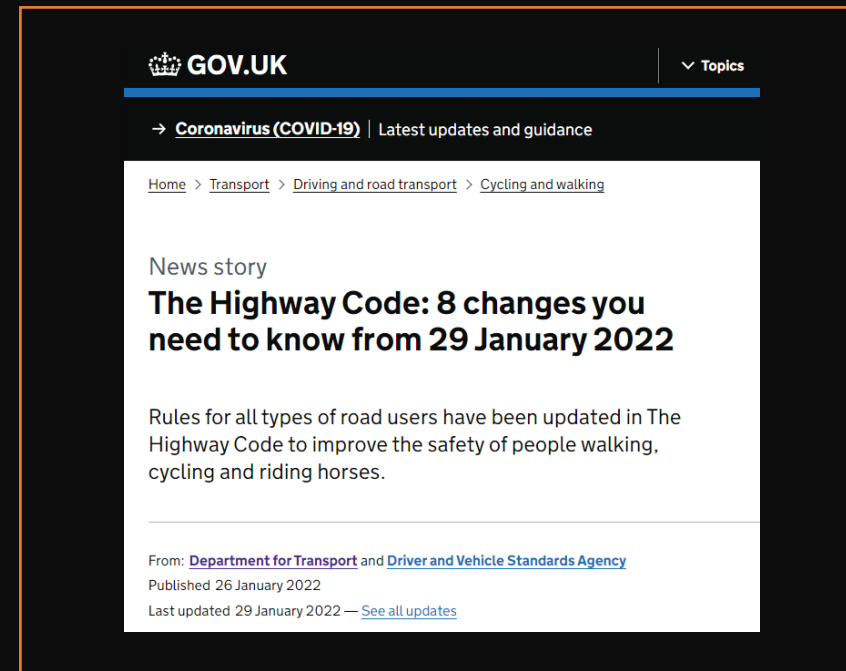 GOV.UK
Topics
→ Coronavirus (COVID-19) | Latest updates and guidance
Home > Transport > Driving and road transport > Cycling and walking
News story
The Highway Code: 8 changes you
need to know from 29 January 2022
Rules for all types of road users have been updated in The
Highway Code to improve the safety of people walking,
cycling and riding horses.
From: Department for Transport and Driver and Vehicle Standards Agency
Published 26 January 2022
Last updated 29 January 2022 — See all updates